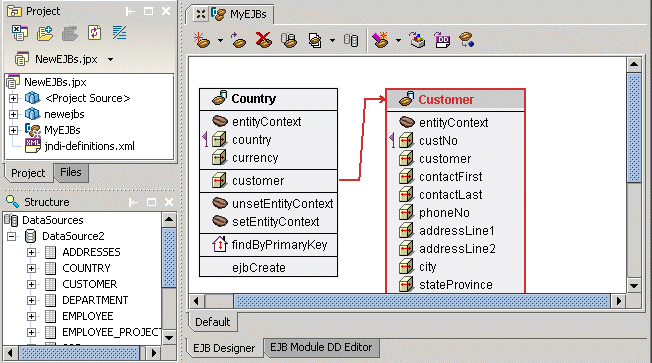 Project
NewEJBs.jpx
NewEJBs.jpx
<Project Source>
newejbs
MyEJBs
jndi-definitions.xml
Project
Files
Structure
DataSources
DataSource2
ADDRESSES
COUNTRY
CUSTOMER
DEPARTMENT
EMPLOYEE
EMPLOYEE_PROJECT
MyEJBs
Country
entityContext
country
currency
customer
unsetEntityContext
setEntityContext
findByPrimaryKey
ejbCreate
Customer
entityContext
custNo
customer
contactFirst
contactLast
phoneNo
addressLine1
addressLine2
city
stateProvince
Default
EJB Designer
EJB Module DD Editor